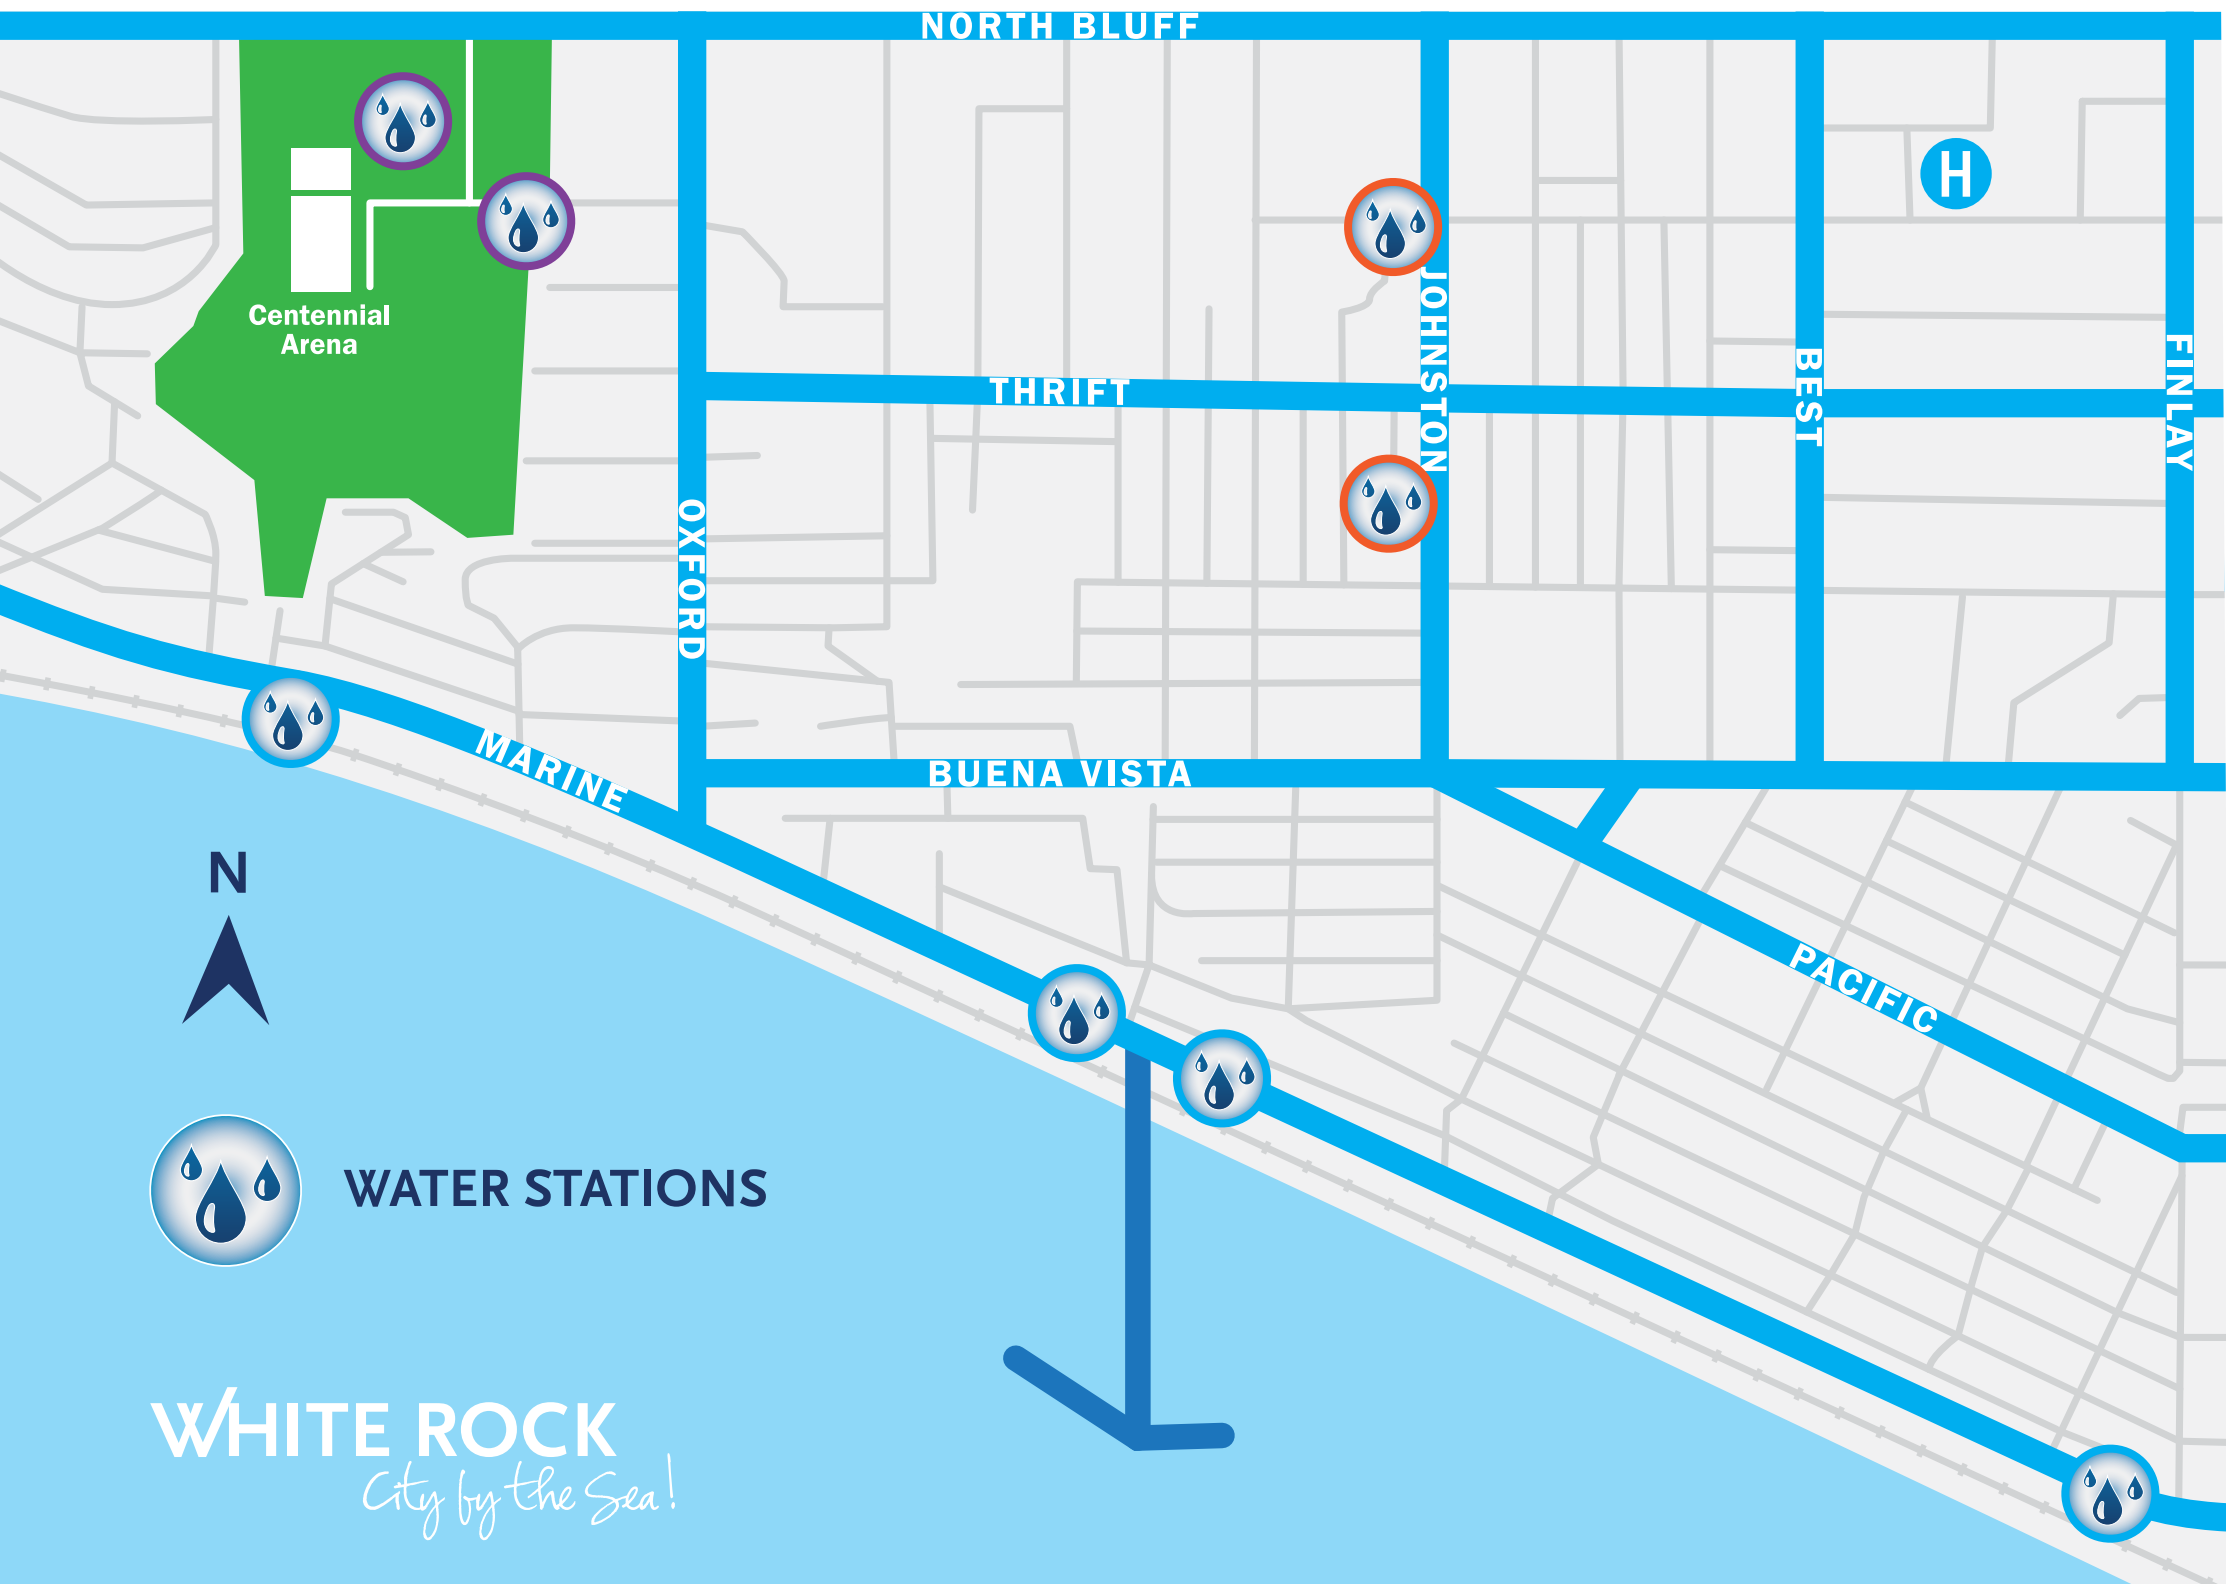 NORTH BLUFF
H
Centennial
Arena
JOHNSTON
THRIFT
BEST
FINLAY
OXFORD
MARINE
BUENA VISTA
N
PACIFIC
WATER STATIONS
WHITE ROCK
City by the Sea!